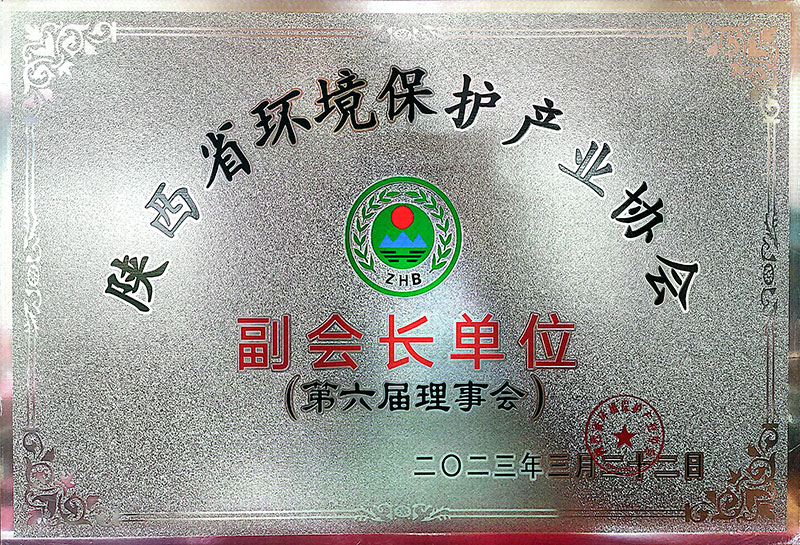 陕西省环境保护产业协会
ZHB
副会长单位
(第六届理事会)
二〇二三年三月二十二日